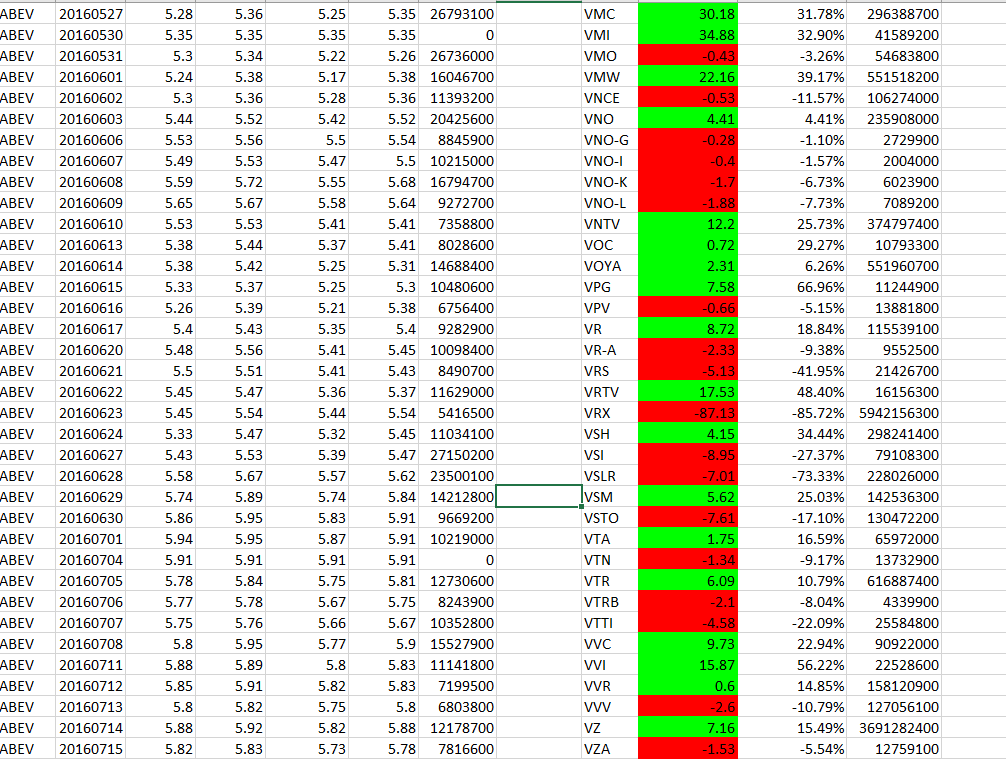 ABEV 20160527 5.28 5.36 5.25 5.35 26793100 VMC 30.18 31.78% 296388700
ABEV 20160530 5.35 5.35 5.35 5.35 0 VMI 34.88 32.90% 41589200
ABEV 20160531 5.3 5.34 5.22 5.26 26736000 VMO -0.43 -3.26% 54683800
ABEV 20160601 5.24 5.38 5.17 5.38 16046700 VMW 22.16 39.17% 551518200
ABEV 20160602 5.3 5.36 5.28 5.36 11393200 VNCE -0.53 -11.57% 106274000
ABEV 20160603 5.44 5.52 5.42 5.52 20425600 VNO 4.41 4.41% 235908000
ABEV 20160606 5.53 5.56 5.5 5.54 8845900 VNO-G -0.28 -1.10% 2729900
ABEV 20160607 5.49 5.53 5.47 5.5 10215000 VNO-I -0.4 -1.57% 2004000
ABEV 20160608 5.59 5.72 5.55 5.68 16794700 VNO-K -1.7 -6.73% 6023900
ABEV 20160609 5.65 5.67 5.58 5.64 9272700 VNO-L -1.88 -7.73% 7089200
ABEV 20160610 5.53 5.53 5.41 5.41 7358800 VNTV 12.2 25.73% 374797400
ABEV 20160613 5.38 5.44 5.37 5.41 8028600 VOC 0.72 29.27% 10793300
ABEV 20160614 5.38 5.42 5.25 5.31 14688400 VOYA 2.31 6.26% 551960700
ABEV 20160615 5.33 5.37 5.25 5.3 10480600 VPG 7.58 66.96% 11244900
ABEV 20160616 5.26 5.39 5.21 5.38 6756400 VPV -0.66 -5.15% 13881800
ABEV 20160617 5.4 5.43 5.35 5.4 9282900 VR 8.72 18.84% 115539100
ABEV 20160620 5.48 5.56 5.41 5.45 10098400 VR-A -2.33 -9.38% 9552500
ABEV 20160621 5.5 5.51 5.41 5.43 8490700 VRS -5.13 -41.95% 21426700
ABEV 20160622 5.45 5.47 5.36 5.37 11629000 VRTV 17.53 48.40% 16156300
ABEV 20160623 5.45 5.54 5.44 5.54 5416500 VRX -87.13 -85.72% 5942156300
ABEV 20160624 5.33 5.47 5.32 5.45 11034100 VSH 4.15 34.44% 298241400
ABEV 20160627 5.43 5.53 5.39 5.47 27150200 VSI -8.95 -27.37% 79108300
ABEV 20160628 5.58 5.67 5.57 5.62 23500100 VSLR -7.01 -73.33% 228026000
ABEV 20160629 5.74 5.89 5.74 5.84 14212800 VSM 5.62 25.03% 142536300
ABEV 20160630 5.86 5.95 5.83 5.91 9669200 VSTO -7.61 -17.10% 130472200
ABEV 20160701 5.94 5.95 5.87 5.91 10219000 VTA 1.75 16.59% 65972000
ABEV 20160704 5.91 5.91 5.91 5.91 0 VTN -1.34 -9.17% 13732900
ABEV 20160705 5.78 5.84 5.75 5.81 12730600 VTR 6.09 10.79% 616887400
ABEV 20160706 5.77 5.78 5.67 5.75 8243900 VTRB -2.1 -8.04% 4339900
ABEV 20160707 5.75 5.76 5.66 5.67 10352800 VTTI -4.58 -22.09% 25584800
ABEV 20160708 5.8 5.95 5.77 5.9 15527900 VVC 9.73 22.94% 90922000
ABEV 20160711 5.88 5.89 5.8 5.83 11141800 VVI 15.87 56.22% 22528600
ABEV 20160712 5.85 5.91 5.82 5.83 7199500 VVR 0.6 14.85% 158120900
ABEV 20160713 5.8 5.82 5.75 5.8 6803800 VVV -2.6 -10.79% 127056100
ABEV 20160714 5.88 5.92 5.82 5.88 12178700 VZ 7.16 15.49% 3691282400
ABEV 20160715 5.82 5.83 5.73 5.78 7816600 VZA -1.53 -5.54% 12759100